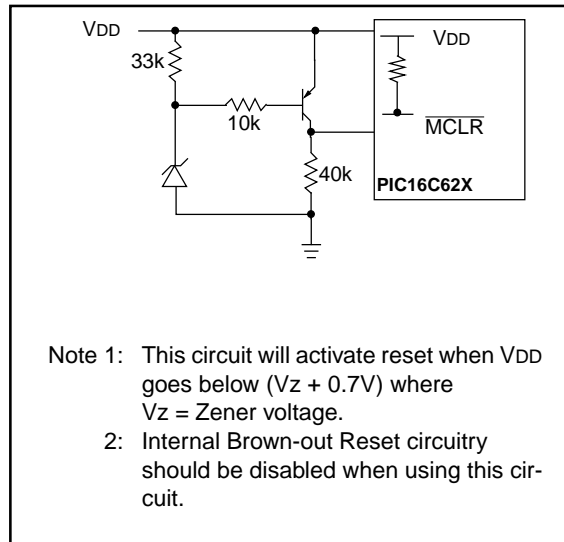 VDD
VDD
33k
10k
MCLR
40k
PIC16C62X
Note 1: This circuit will activate reset when VDD
goes below (Vz + 0.7V) where
Vz = Zener voltage.
2: Internal Brown-out Reset circuitry
should be disabled when using this cir-
cuit.